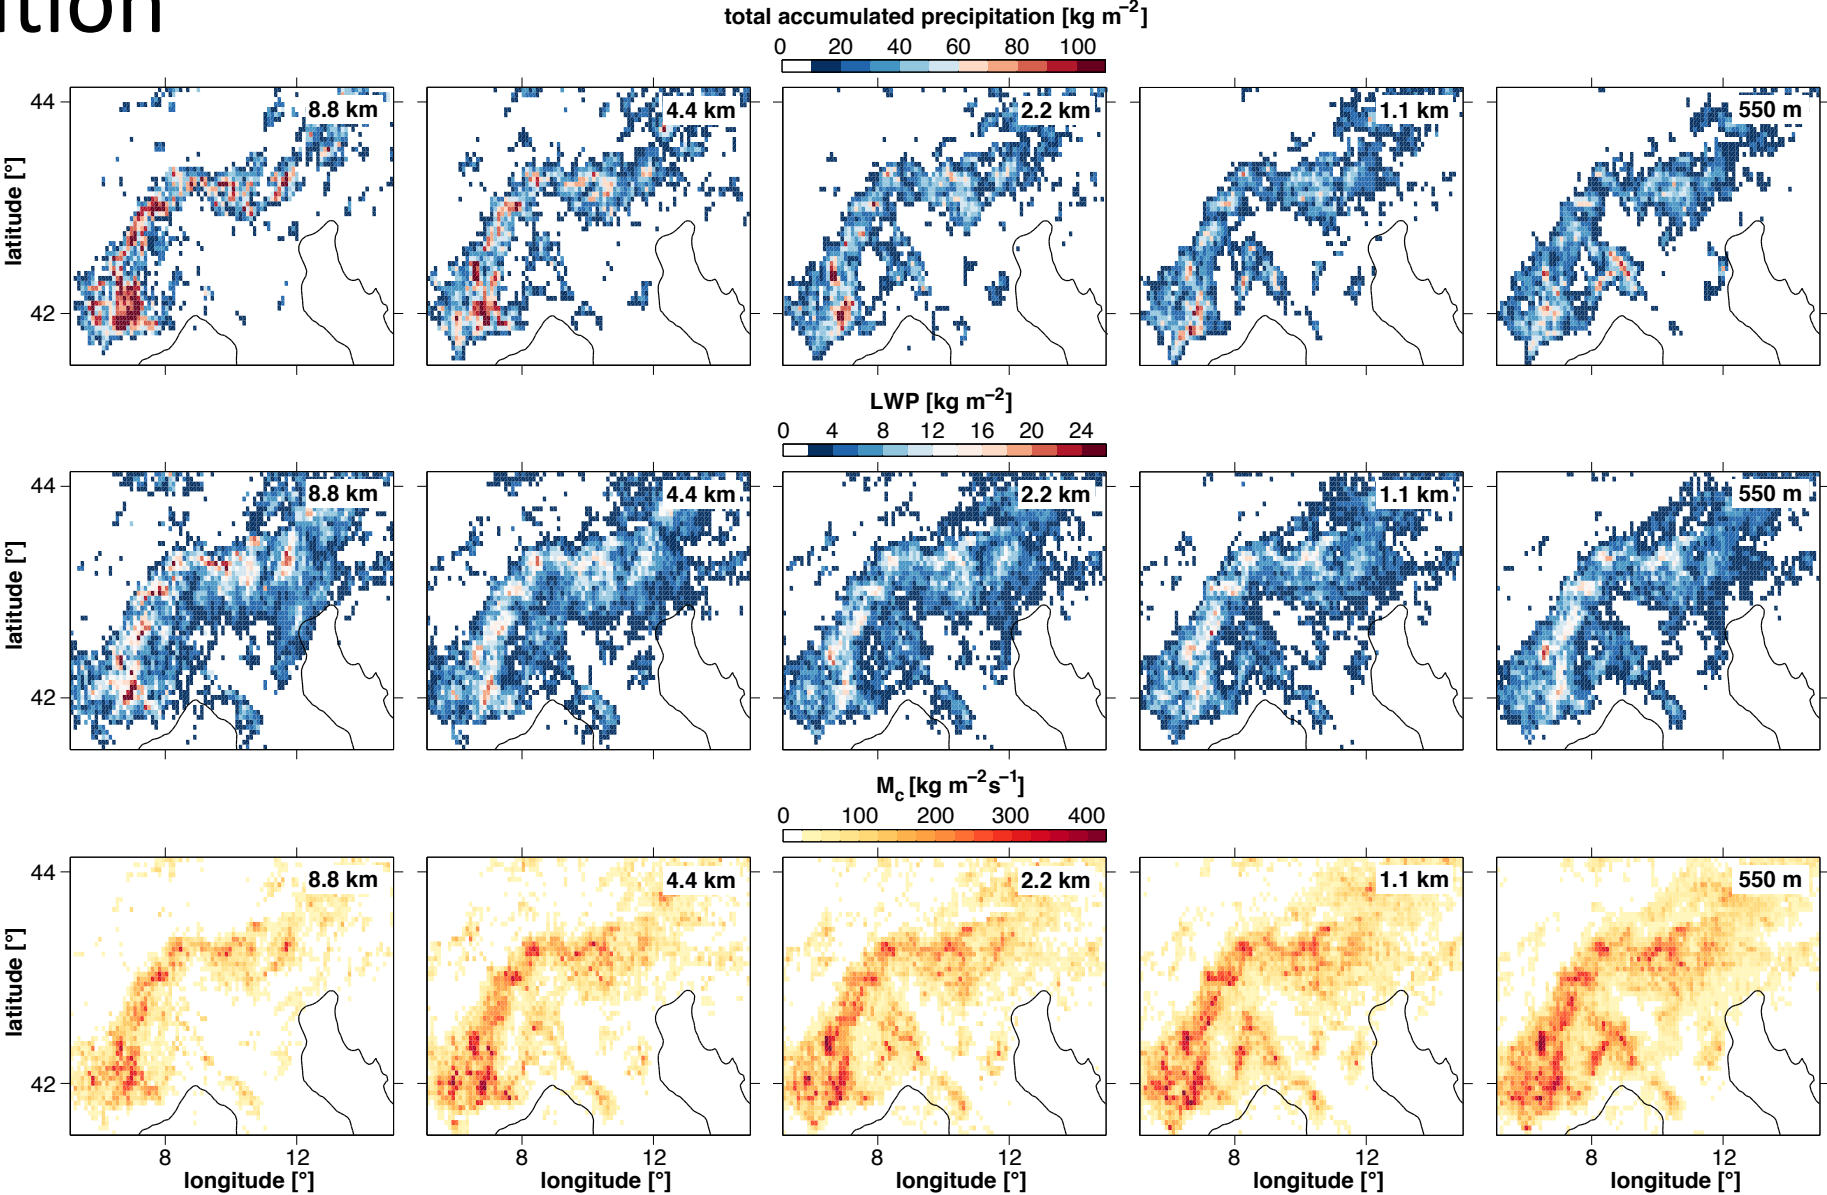 ition
total accumulated precipitation [kg m⁻²]
0 20 40 60 80 100
8.8 km 4.4 km 2.2 km 1.1 km 550 m
44
latitude [°]
42
LWP [kg m⁻²]
0 4 8 12 16 20 24
8.8 km 4.4 km 2.2 km 1.1 km 550 m
44
latitude [°]
42
M_c [kg m⁻² s⁻¹]
0 100 200 300 400
8.8 km 4.4 km 2.2 km 1.1 km 550 m
44
latitude [°]
42
8 12 8 12 8 12 8 12 8 12
longitude [°] longitude [°] longitude [°] longitude [°] longitude [°]